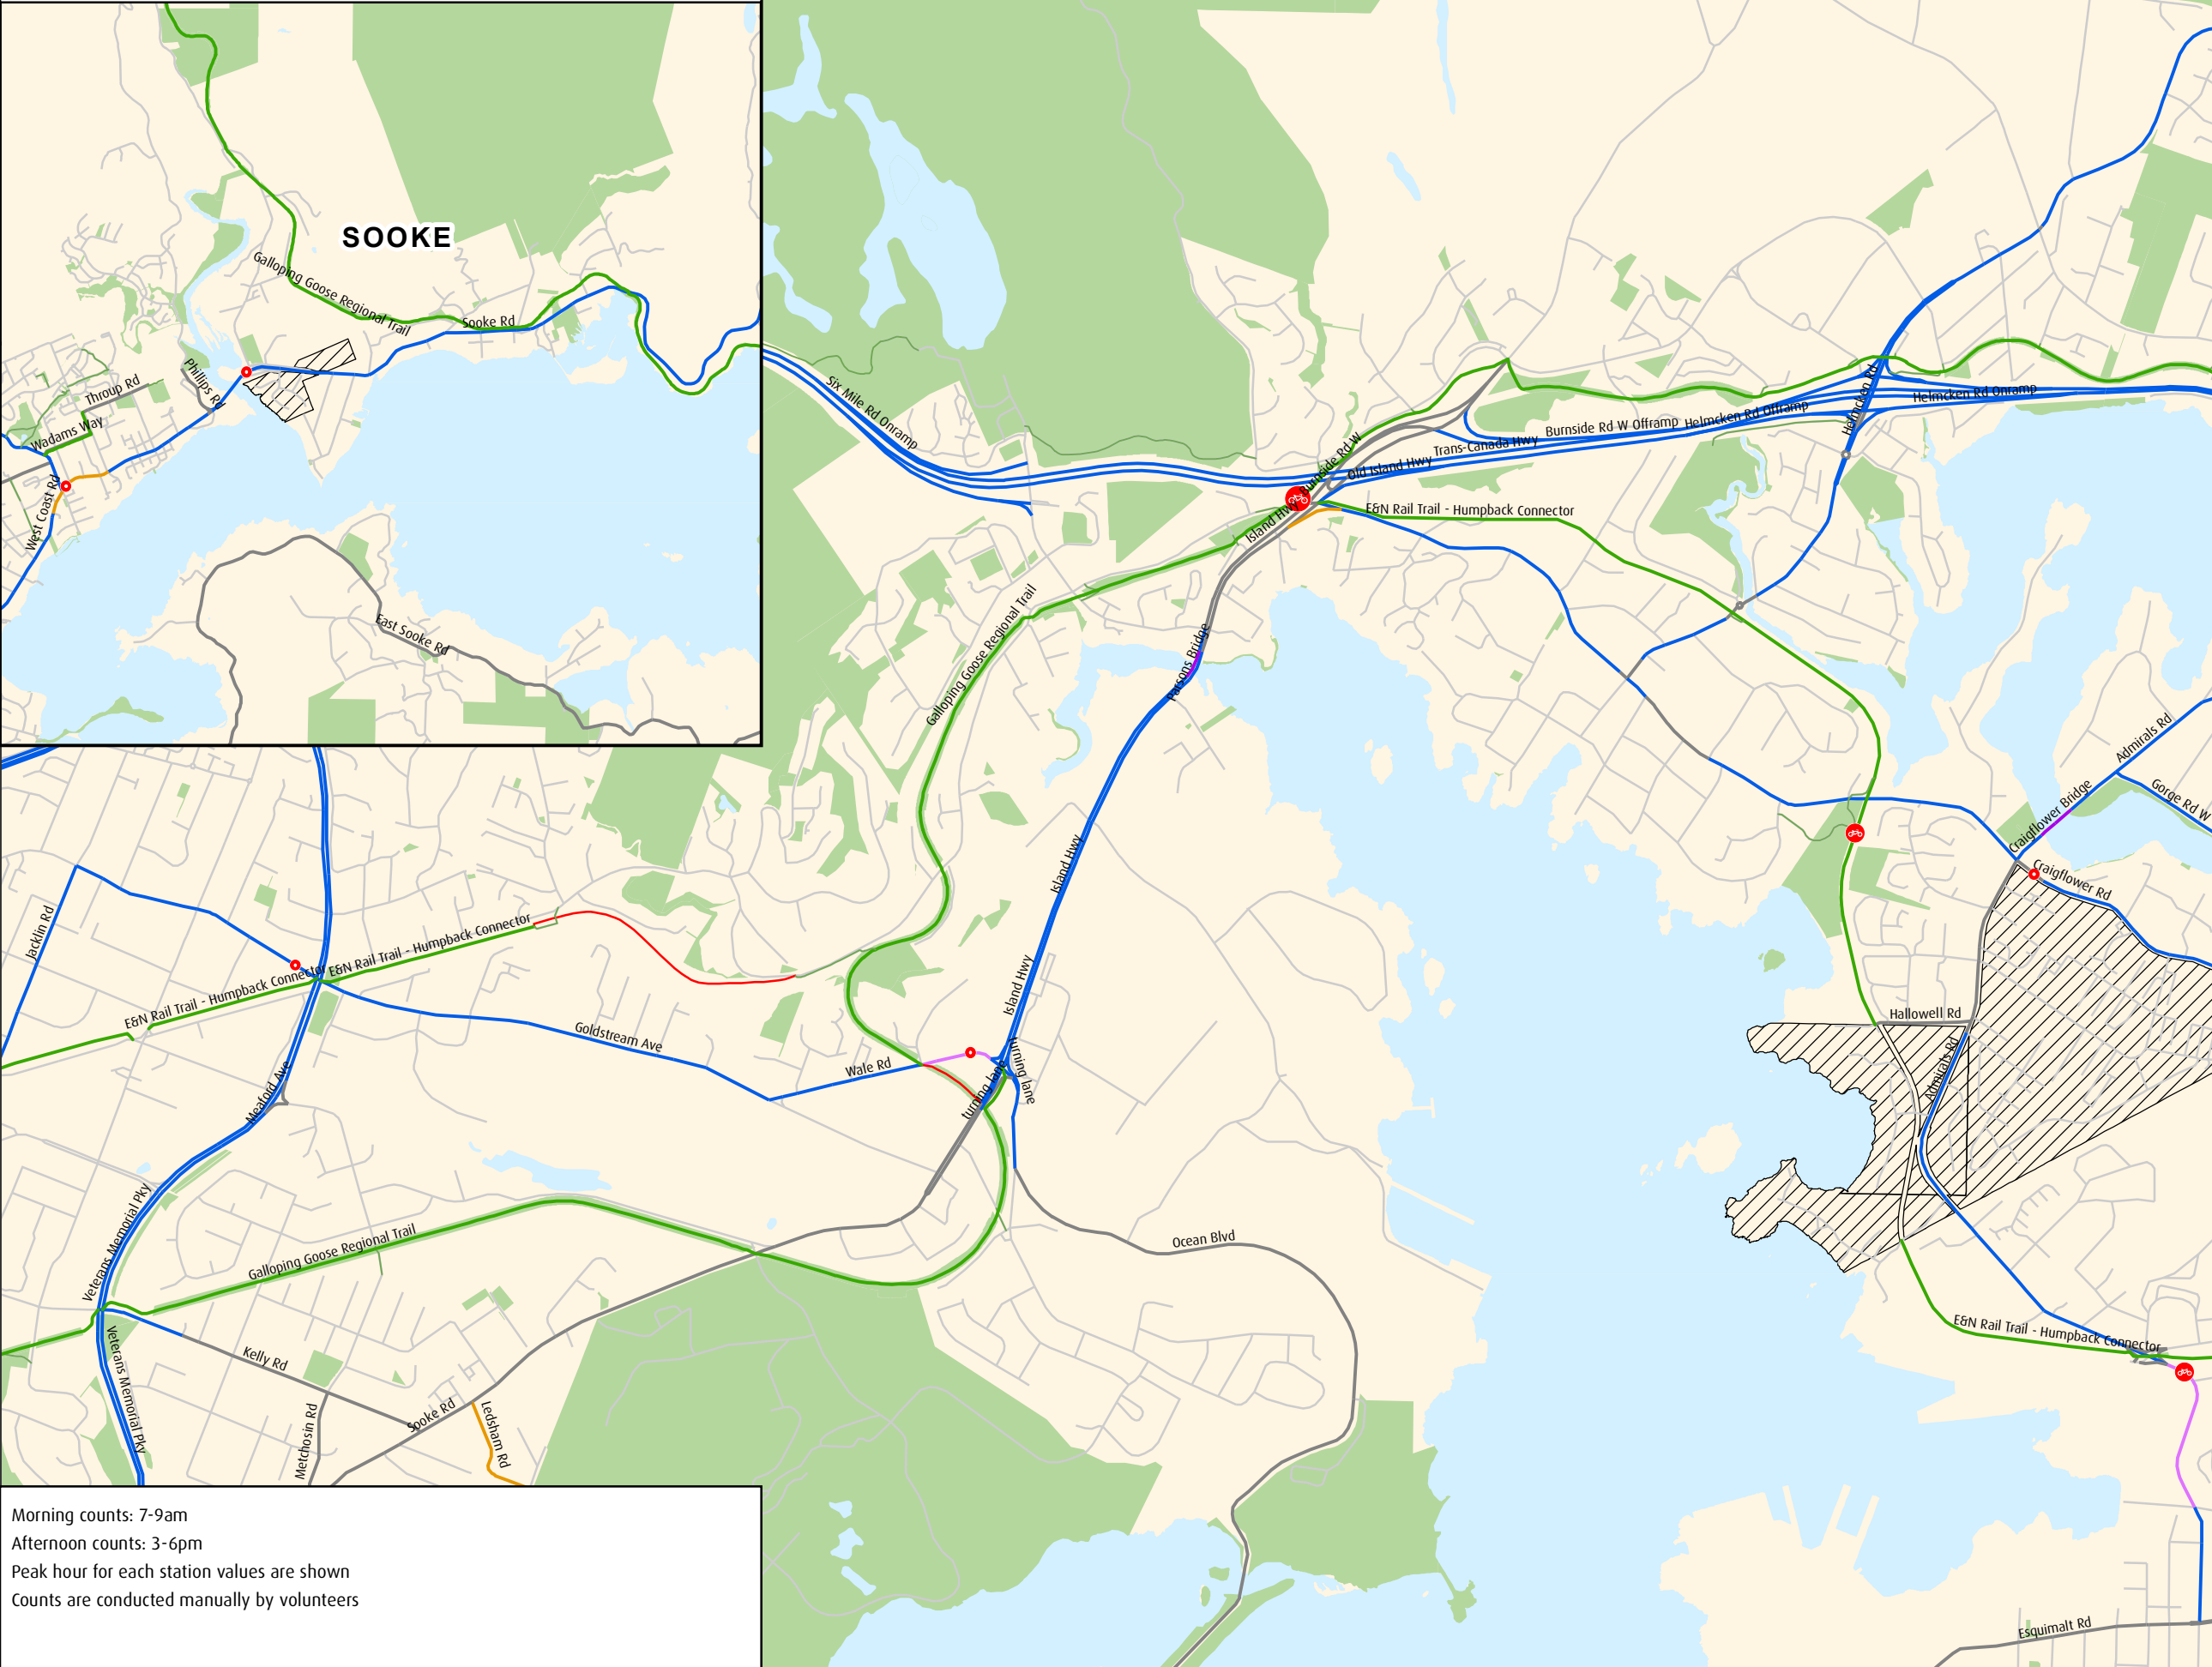 SOOKE
Galloping Goose Regional Trail
Sooke Rd
Phillips Rd
Throup Rd
Wadams Way
West Coast Rd
East Sooke Rd
Six Mile Rd Onramp
Burnside Rd W
Old Island Hwy
Trans-Canada Hwy
Burnside Rd W Offramp
Helmcken Rd Offramp
Helmcken Rd
Helmcken Rd Onramp
Island Hwy
E&N Rail Trail - Humpback Connector
Galloping Goose Regional Trail
Parsons Bridge
Admirals Rd
Gorge Rd W
Craigflower Bridge
Craigflower Rd
Island Hwy
Jacklin Rd
E&N Rail Trail - Humpback Connector
E&N Rail Trail - Humpback Connector
Island Hwy
Hallowell Rd
Admirals Rd
Goldstream Ave
Wale Rd
turning lane
turning lane
Meaford Ave
Veterans Memorial Pky
Galloping Goose Regional Trail
Ocean Blvd
E&N Rail Trail - Humpback Connector
Kelly Rd
Veterans Memorial Pky
Metchosin Rd
Sooke Rd
Ledsham Rd
Esquimalt Rd
Morning counts: 7-9am
Afternoon counts: 3-6pm
Peak hour for each station values are shown
Counts are conducted manually by volunteers